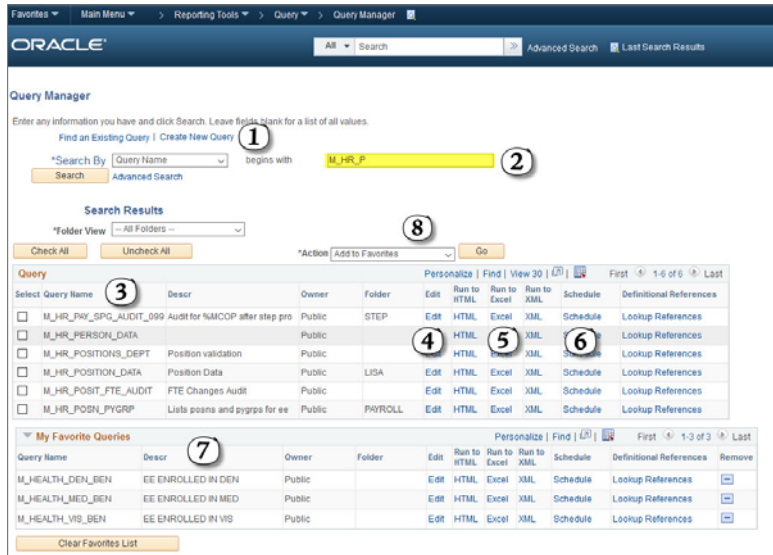 Favorites Main Menu > Reporting Tools > Query > Query Manager
ORACLE All Search Advanced Search Last Search Results
Query Manager
Enter any information you have and click Search. Leave fields blank for a list of all values.
Find an Existing Query | Create New Query 1
*Search By Query Name begins with M_HR_P 2
Search Advanced Search
Search Results
*Folder View -- All Folders --
8
Check All Uncheck All *Action Add to Favorites Go
Query Personalize | Find | View 30 | First 1-6 of 6 Last
Select Query Name 3 Descr Owner Folder Edit Run to HTML Run to Excel Run to XML Schedule Definitional References
M_HR_PAY_SPG_AUDIT_099 Audit for %MCOP after step pro Public STEP Edit HTML Excel XML Schedule Lookup References
M_HR_PERSON_DATA Public HTML XML Lookup References
4 5 6
M_HR_POSITIONS_DEPT Position validation Public Edit HTML Excel XML Schedule Lookup References
M_HR_POSITION_DATA Position Data Public LISA Edit HTML Excel XML Schedule Lookup References
M_HR_POSIT_FTE_AUDIT FTE Changes Audit Public Edit HTML Excel XML Schedule Lookup References
M_HR_POSN_PYGRP Lists posns and pygrps for ee Public PAYROLL Edit HTML Excel XML Schedule Lookup References
My Favorite Queries Personalize | Find | First 1-3 of 3 Last
Query Name Descr 7 Owner Folder Edit Run to HTML Run to Excel Run to XML Schedule Definitional References Remove
M_HEALTH_DEN_BEN EE ENROLLED IN DEN Public Edit HTML Excel XML Schedule Lookup References
M_HEALTH_MED_BEN EE ENROLLED IN MED Public Edit HTML Excel XML Schedule Lookup References
M_HEALTH_VIS_BEN EE ENROLLED IN VIS Public Edit HTML Excel XML Schedule Lookup References
Clear Favorites List